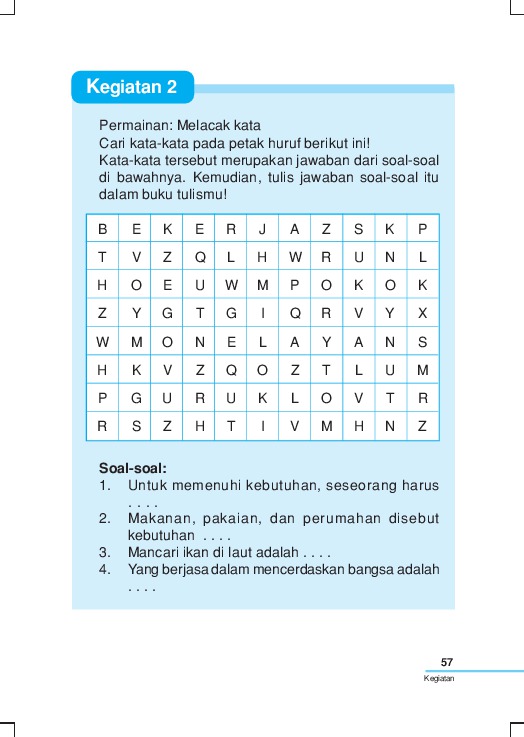 Kegiatan 2
Permainan: Melacak kata
Cari kata-kata pada petak huruf berikut ini!
Kata-kata tersebut merupakan jawaban dari soal-soal
di bawahnya. Kemudian, tulis jawaban soal-soal itu
dalam buku tulismu!
B E K E R J A Z S K P
T V Z Q L H W R U N L
H O E U W M P O K O K
Z Y G T G I Q R V Y X
W M O N E L A Y A N S
H K V Z Q O Z T L U M
P G U R U K L O V T R
R S Z H T I V M H N Z
Soal-soal:
1. Untuk memenuhi kebutuhan, seseorang harus
. . . .
2. Makanan, pakaian, dan perumahan disebut
kebutuhan . . . .
3. Mancari ikan di laut adalah . . . .
4. Yang berjasa dalam mencerdaskan bangsa adalah
. . . .
57
Kegiatan